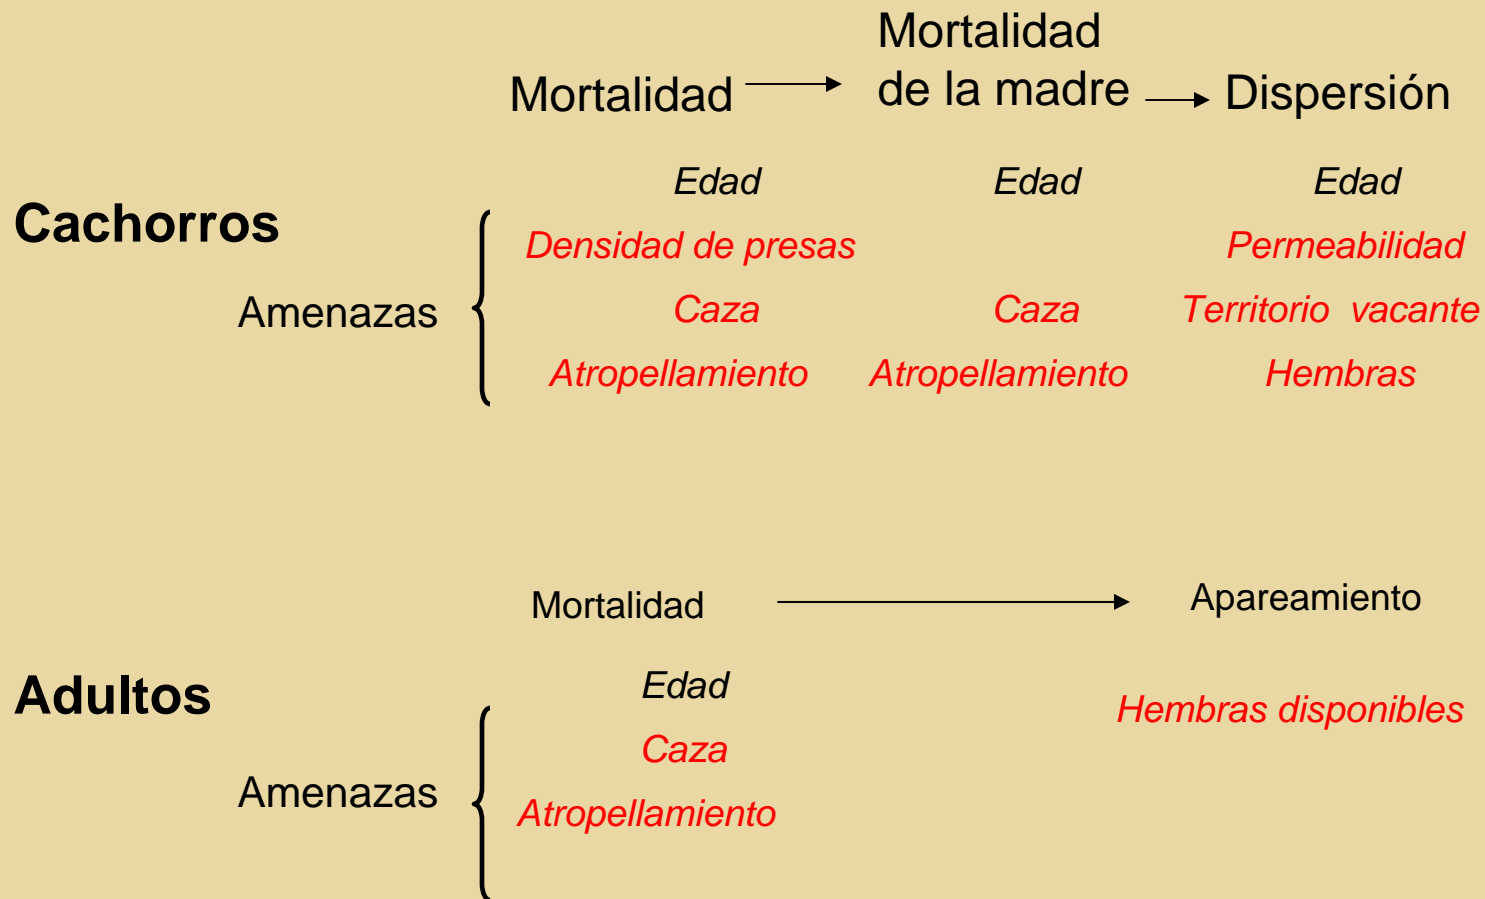 Mortalidad
Mortalidad de la madre
Dispersión
Cachorros
Edad Edad Edad
Densidad de presas Permeabilidad
Amenazas
Caza Caza Territorio vacante
Atropellamiento Atropellamiento Hembras
Mortalidad Apareamiento
Adultos
Edad
Hembras disponibles
Caza
Amenazas
Atropellamiento